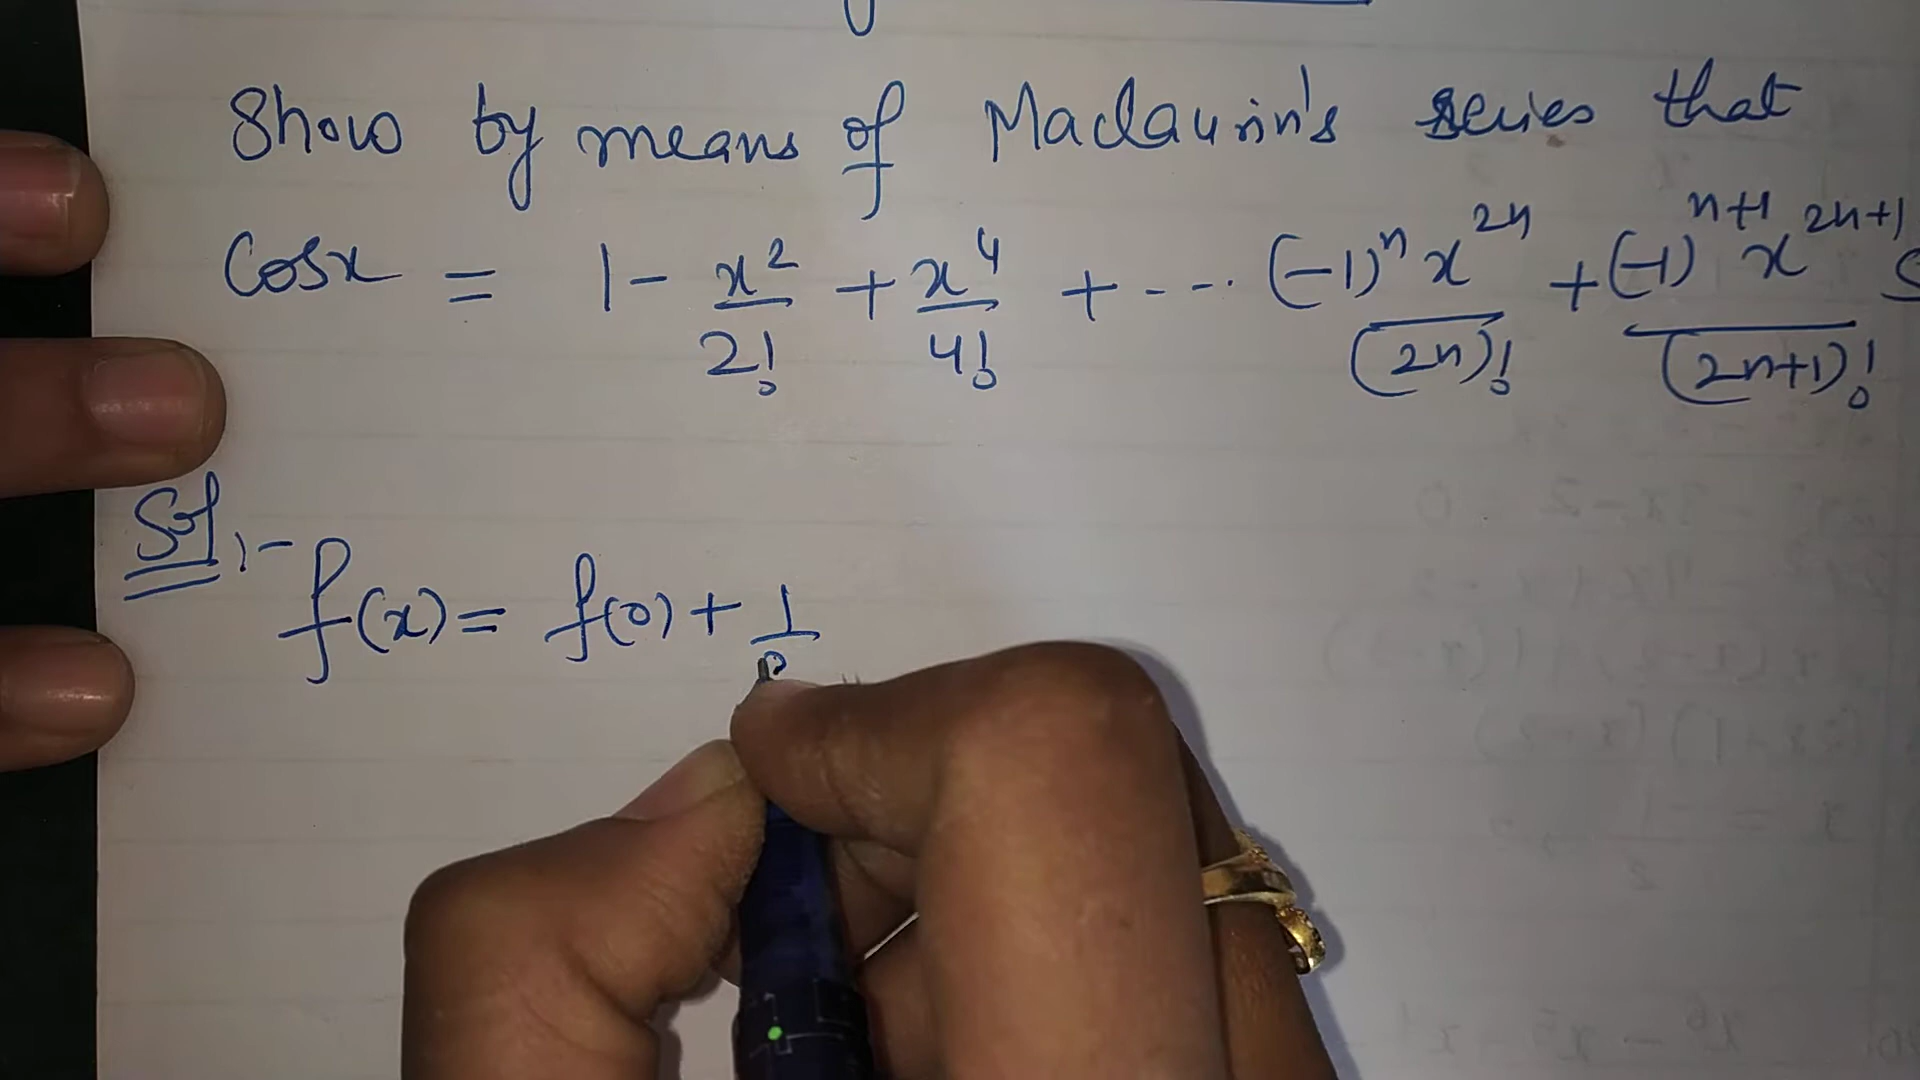 Show by means of Maclaurin's series that
Cosx = 1 - x²/2! + x⁴/4! + --- (-1)ⁿ x²ⁿ/(2n)! + (-1)ⁿ⁺¹ x²ⁿ⁺¹/(2n+1)! S
Sol:-
f(x) = f(0) + 1